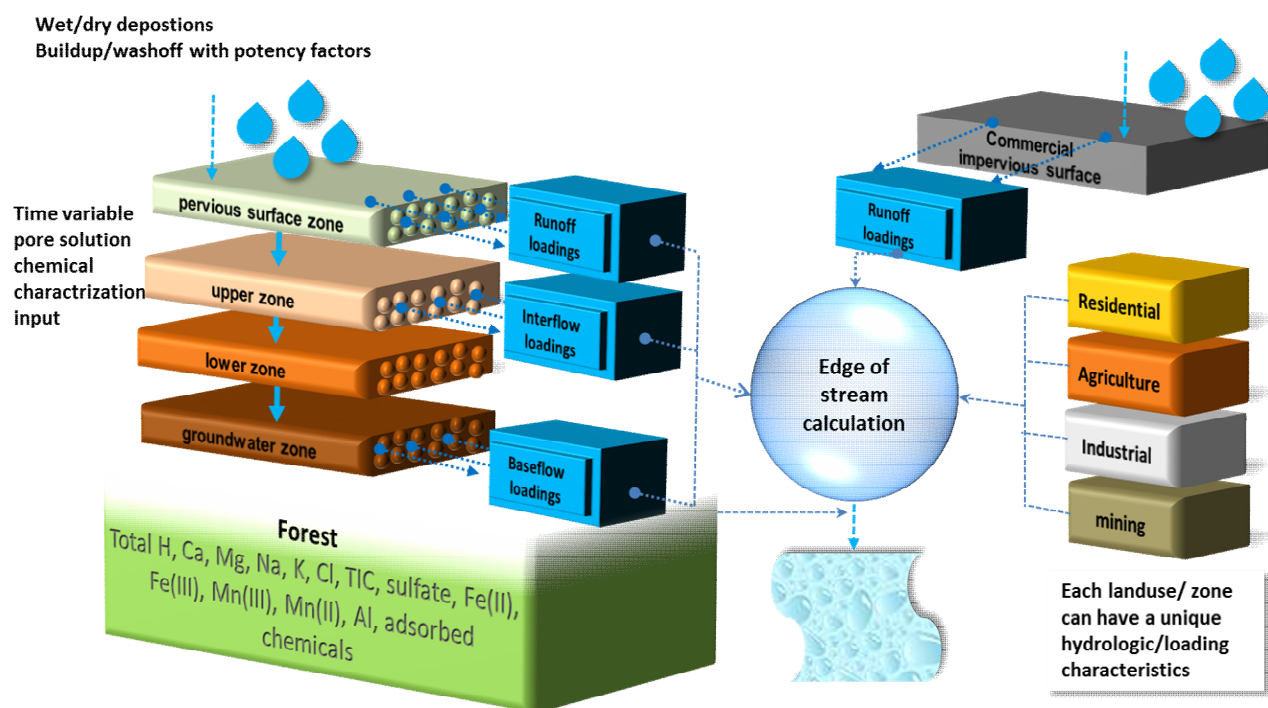 Wet/dry depostions
Buildup/washoff with potency factors
Commercial
impervious surface
Time variable
pore solution
chemical
charactrization
input
pervious surface zone
upper zone
lower zone
groundwater zone
Runoff
loadings
Interflow
loadings
Baseflow
loadings
Runoff
loadings
Edge of
stream
calculation
Residential
Agriculture
Industrial
mining
Forest
Total H, Ca, Mg, Na, K, Cl, TIC, sulfate, Fe(II),
Fe(III), Mn(III), Mn(II), Al, adsorbed
chemicals
Each landuse/ zone
can have a unique
hydrologic/loading
characteristics